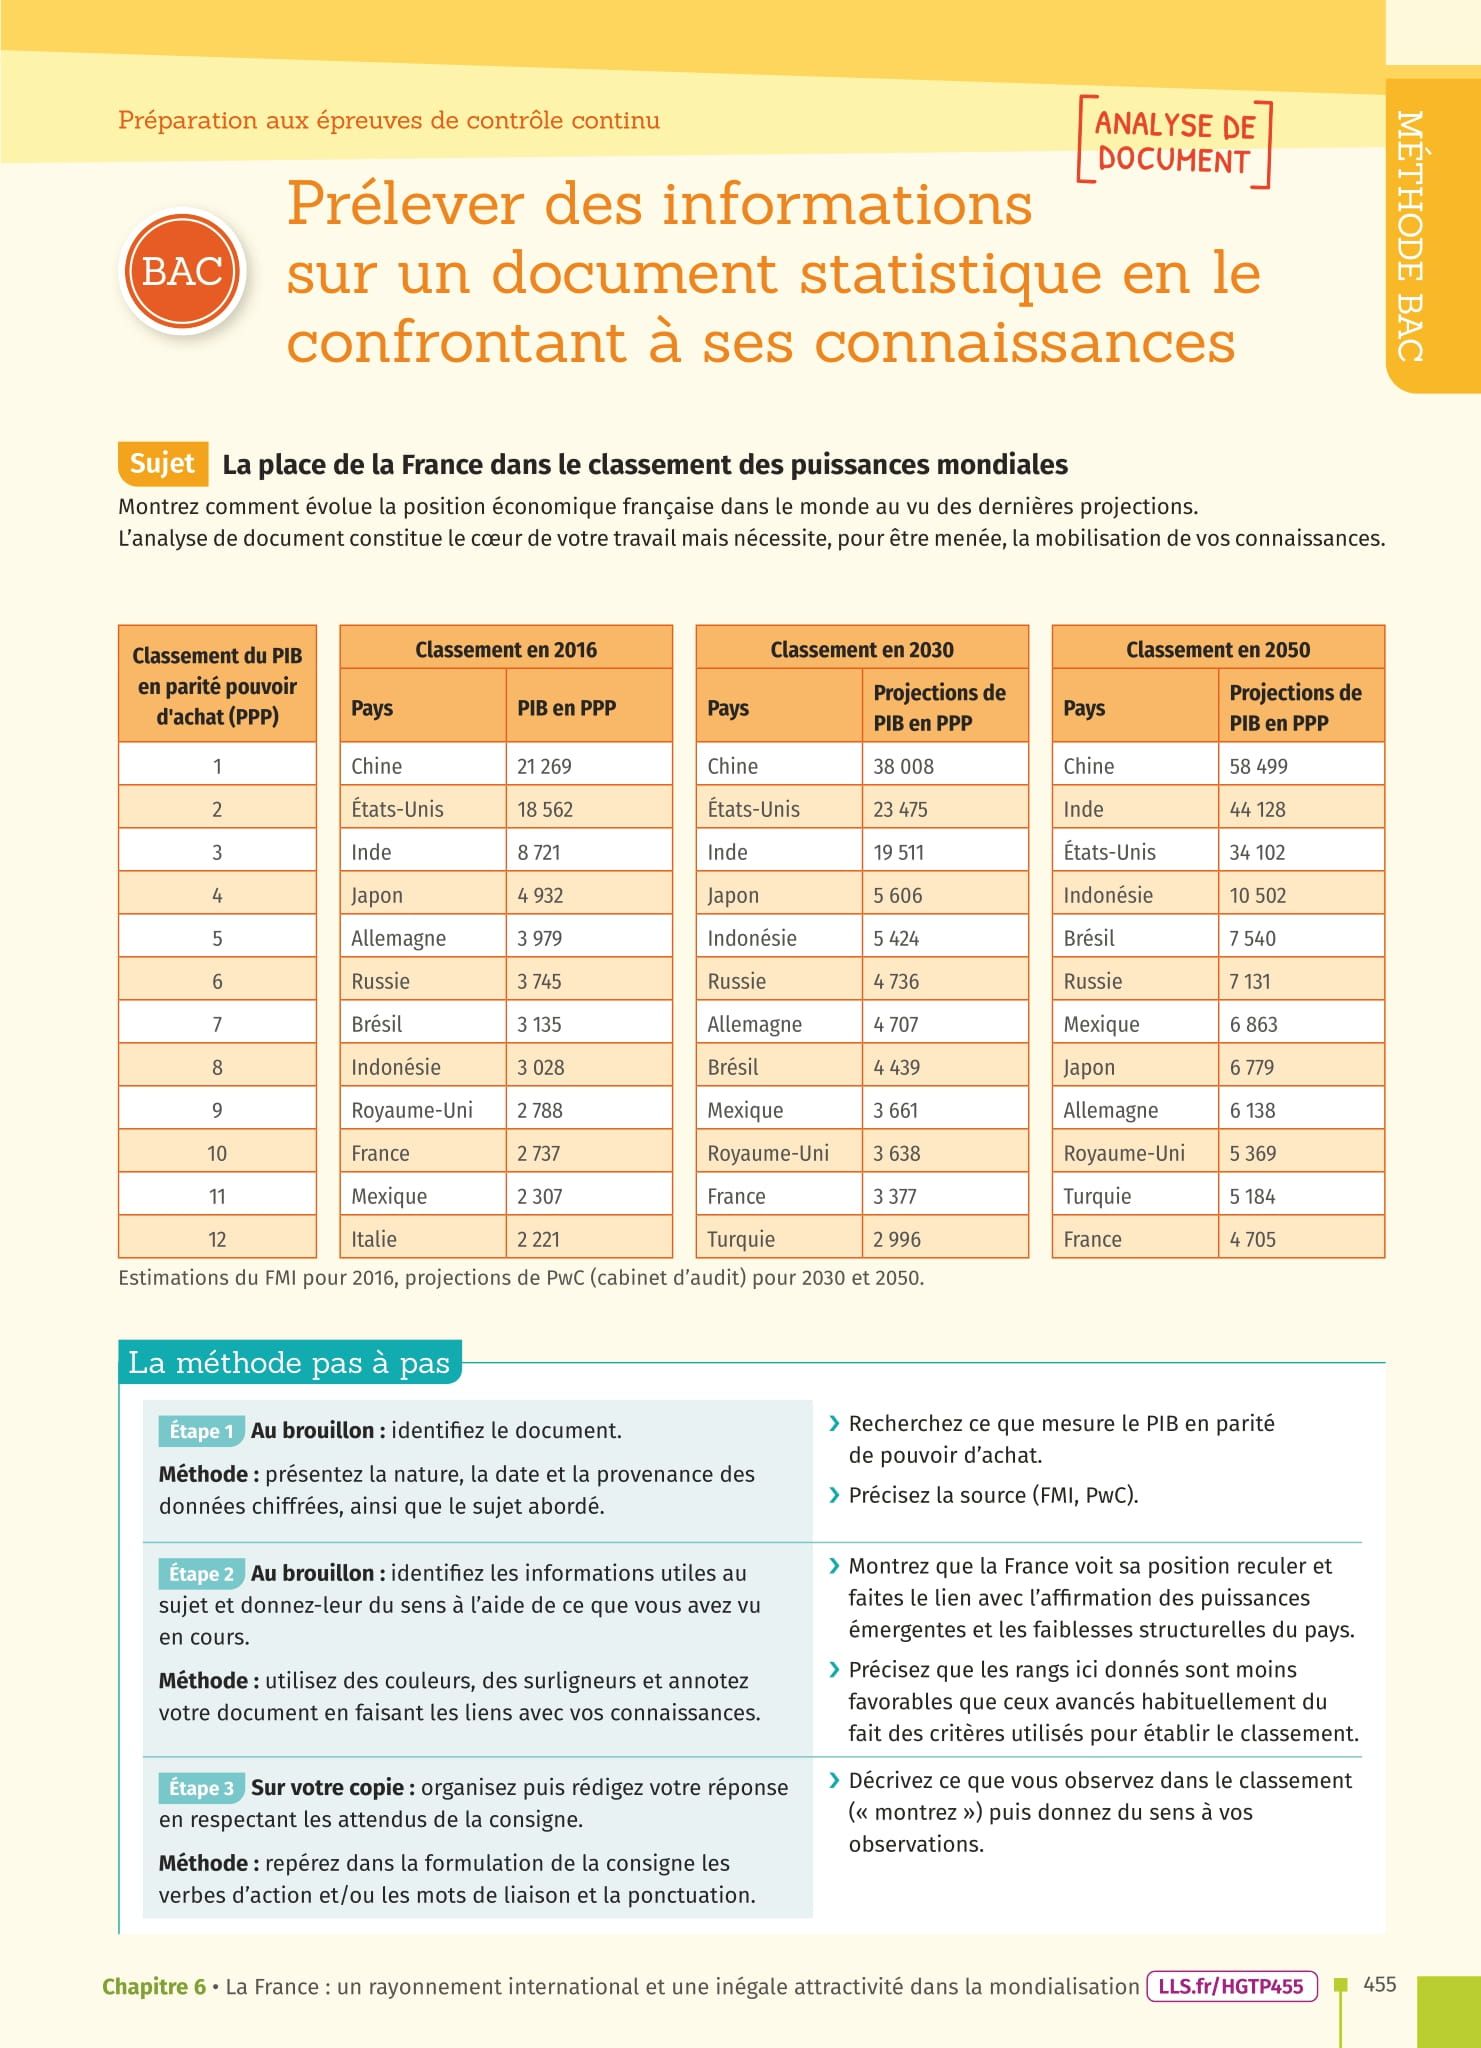 Préparation aux épreuves de contrôle continu
ANALYSE DE
DOCUMENT
MÉTHODE BAC
BAC
Prélever des informations
sur un document statistique en le
confrontant à ses connaissances
Sujet La place de la France dans le classement des puissances mondiales
Montrez comment évolue la position économique française dans le monde au vu des dernières projections.
L'analyse de document constitue le cœur de votre travail mais nécessite, pour être menée, la mobilisation de vos connaissances.
Classement du PIB
en parité pouvoir
d'achat (PPP)
Classement en 2016
Classement en 2030
Classement en 2050
Pays PIB en PPP
Pays Projections de
PIB en PPP
Pays Projections de
PIB en PPP
1 Chine 21 269 Chine 38 008 Chine 58 499
2 États-Unis 18 562 États-Unis 23 475 Inde 44 128
3 Inde 8 721 Inde 19 511 États-Unis 34 102
4 Japon 4 932 Japon 5 606 Indonésie 10 502
5 Allemagne 3 979 Indonésie 5 424 Brésil 7 540
6 Russie 3 745 Russie 4 736 Russie 7 131
7 Brésil 3 135 Allemagne 4 707 Mexique 6 863
8 Indonésie 3 028 Brésil 4 439 Japon 6 779
9 Royaume-Uni 2 788 Mexique 3 661 Allemagne 6 138
10 France 2 737 Royaume-Uni 3 638 Royaume-Uni 5 369
11 Mexique 2 307 France 3 377 Turquie 5 184
12 Italie 2 221 Turquie 2 996 France 4 705
Estimations du FMI pour 2016, projections de PwC (cabinet d'audit) pour 2030 et 2050.
La méthode pas à pas
Étape 1 Au brouillon : identifiez le document.
Méthode : présentez la nature, la date et la provenance des
données chiffrées, ainsi que le sujet abordé.
› Recherchez ce que mesure le PIB en parité
de pouvoir d'achat.
› Précisez la source (FMI, PwC).
Étape 2 Au brouillon : identifiez les informations utiles au
sujet et donnez-leur du sens à l'aide de ce que vous avez vu
en cours.
Méthode : utilisez des couleurs, des surligneurs et annotez
votre document en faisant les liens avec vos connaissances.
› Montrez que la France voit sa position reculer et
faites le lien avec l'affirmation des puissances
émergentes et les faiblesses structurelles du pays.
› Précisez que les rangs ici donnés sont moins
favorables que ceux avancés habituellement du
fait des critères utilisés pour établir le classement.
Étape 3 Sur votre copie : organisez puis rédigez votre réponse
en respectant les attendus de la consigne.
Méthode : repérez dans la formulation de la consigne les
verbes d'action et/ou les mots de liaison et la ponctuation.
› Décrivez ce que vous observez dans le classement
(« montrez ») puis donnez du sens à vos
observations.
Chapitre 6 • La France : un rayonnement international et une inégale attractivité dans la mondialisation LLS.fr/HGTP455 455